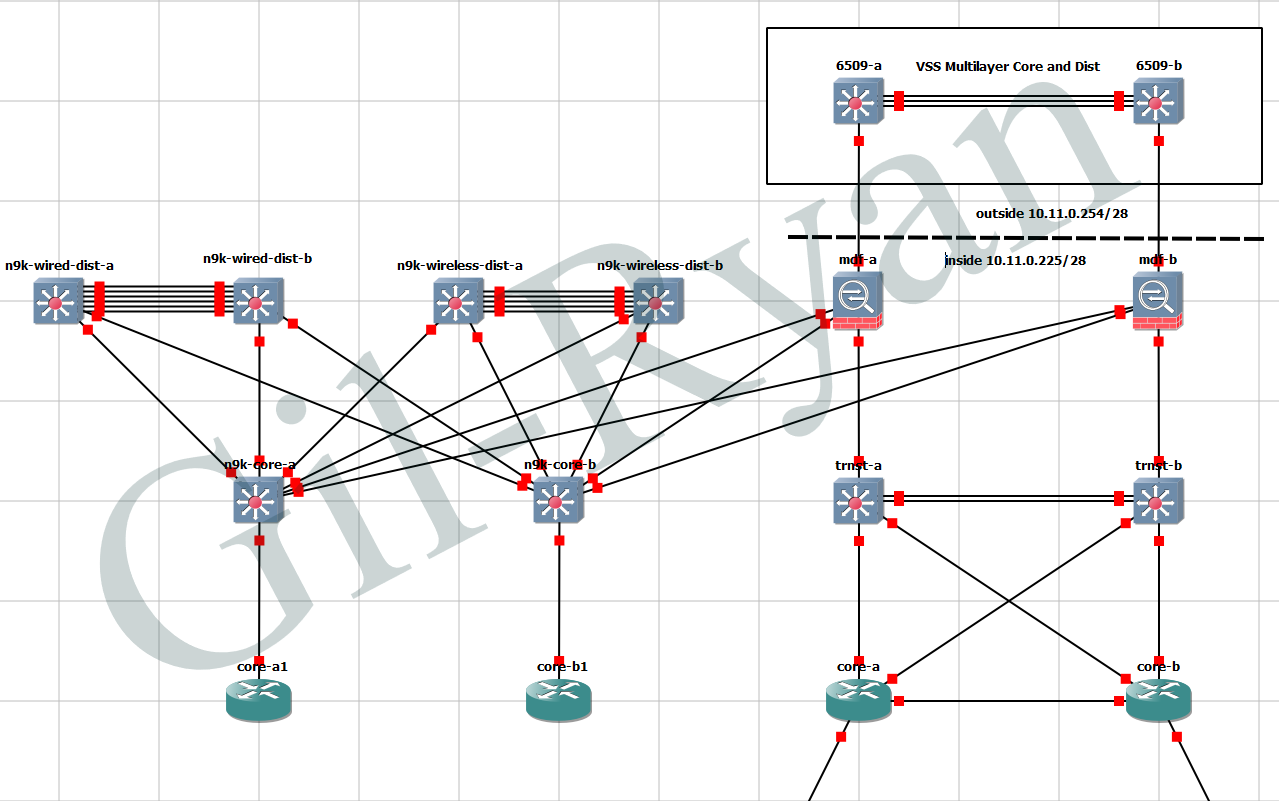 6509-a
VSS Multilayer Core and Dist
6509-b
outside 10.11.0.254/28
n9k-wired-dist-a
n9k-wired-dist-b
n9k-wireless-dist-a
n9k-wireless-dist-b
mdf-a
inside 10.11.0.225/28
mdf-b
n9k-core-a
n9k-core-b
trnst-a
trnst-b
core-a1
core-b1
core-a
core-b
Gil-Ryan